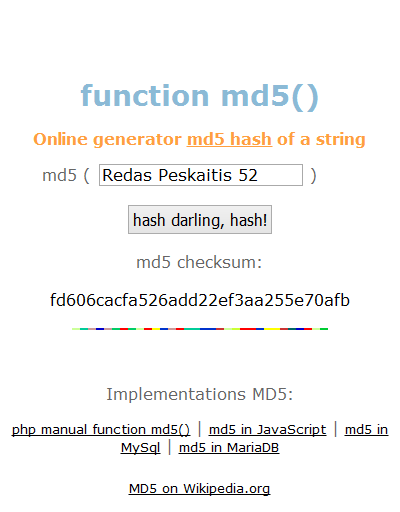 function md5()
Online generator md5 hash of a string
md5 ( Redas Peskaitis 52 )
hash darling, hash!
md5 checksum:
fd606cacfa526add22ef3aa255e70afb
Implementations MD5:
php manual function md5() | md5 in JavaScript | md5 in
MySql | md5 in MariaDB
MD5 on Wikipedia.org